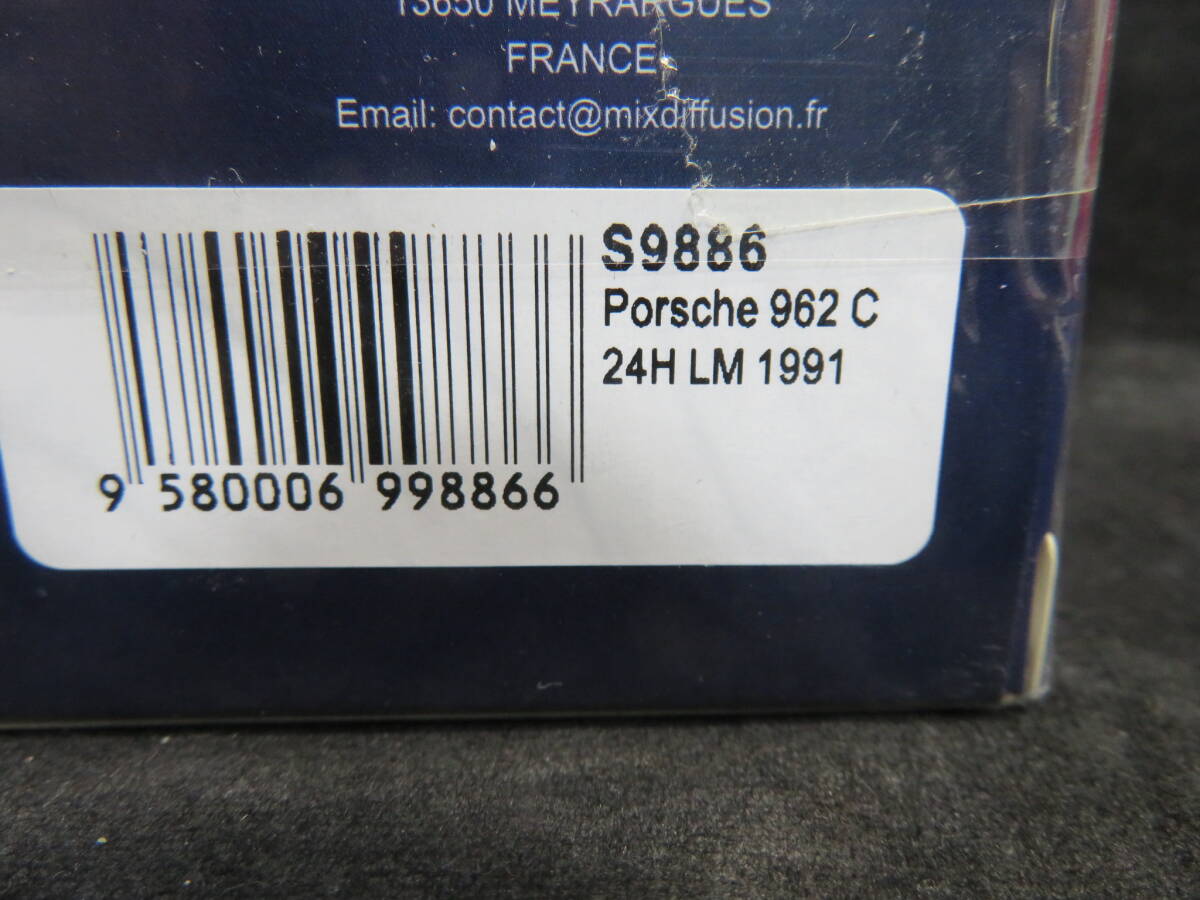 13650 MEYRARGUES
FRANCE
Email: contact@mixdiffusion.fr
S9886
Porsche 962 C
24H LM 1991
9 580006 998866